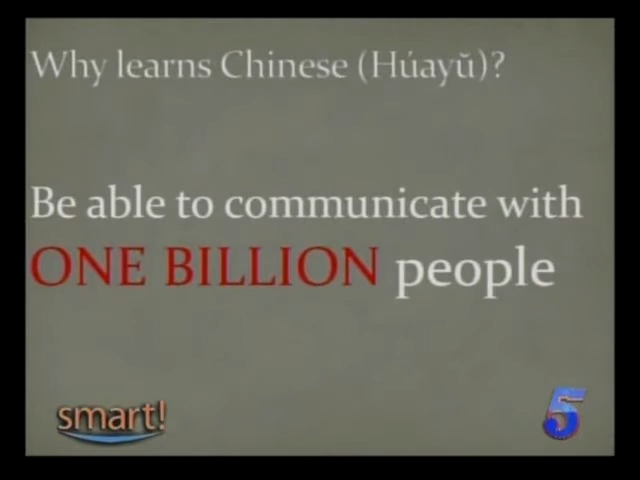 Why learns Chinese (Húayŭ)?
Be able to communicate with
ONE BILLION people
smart!
5